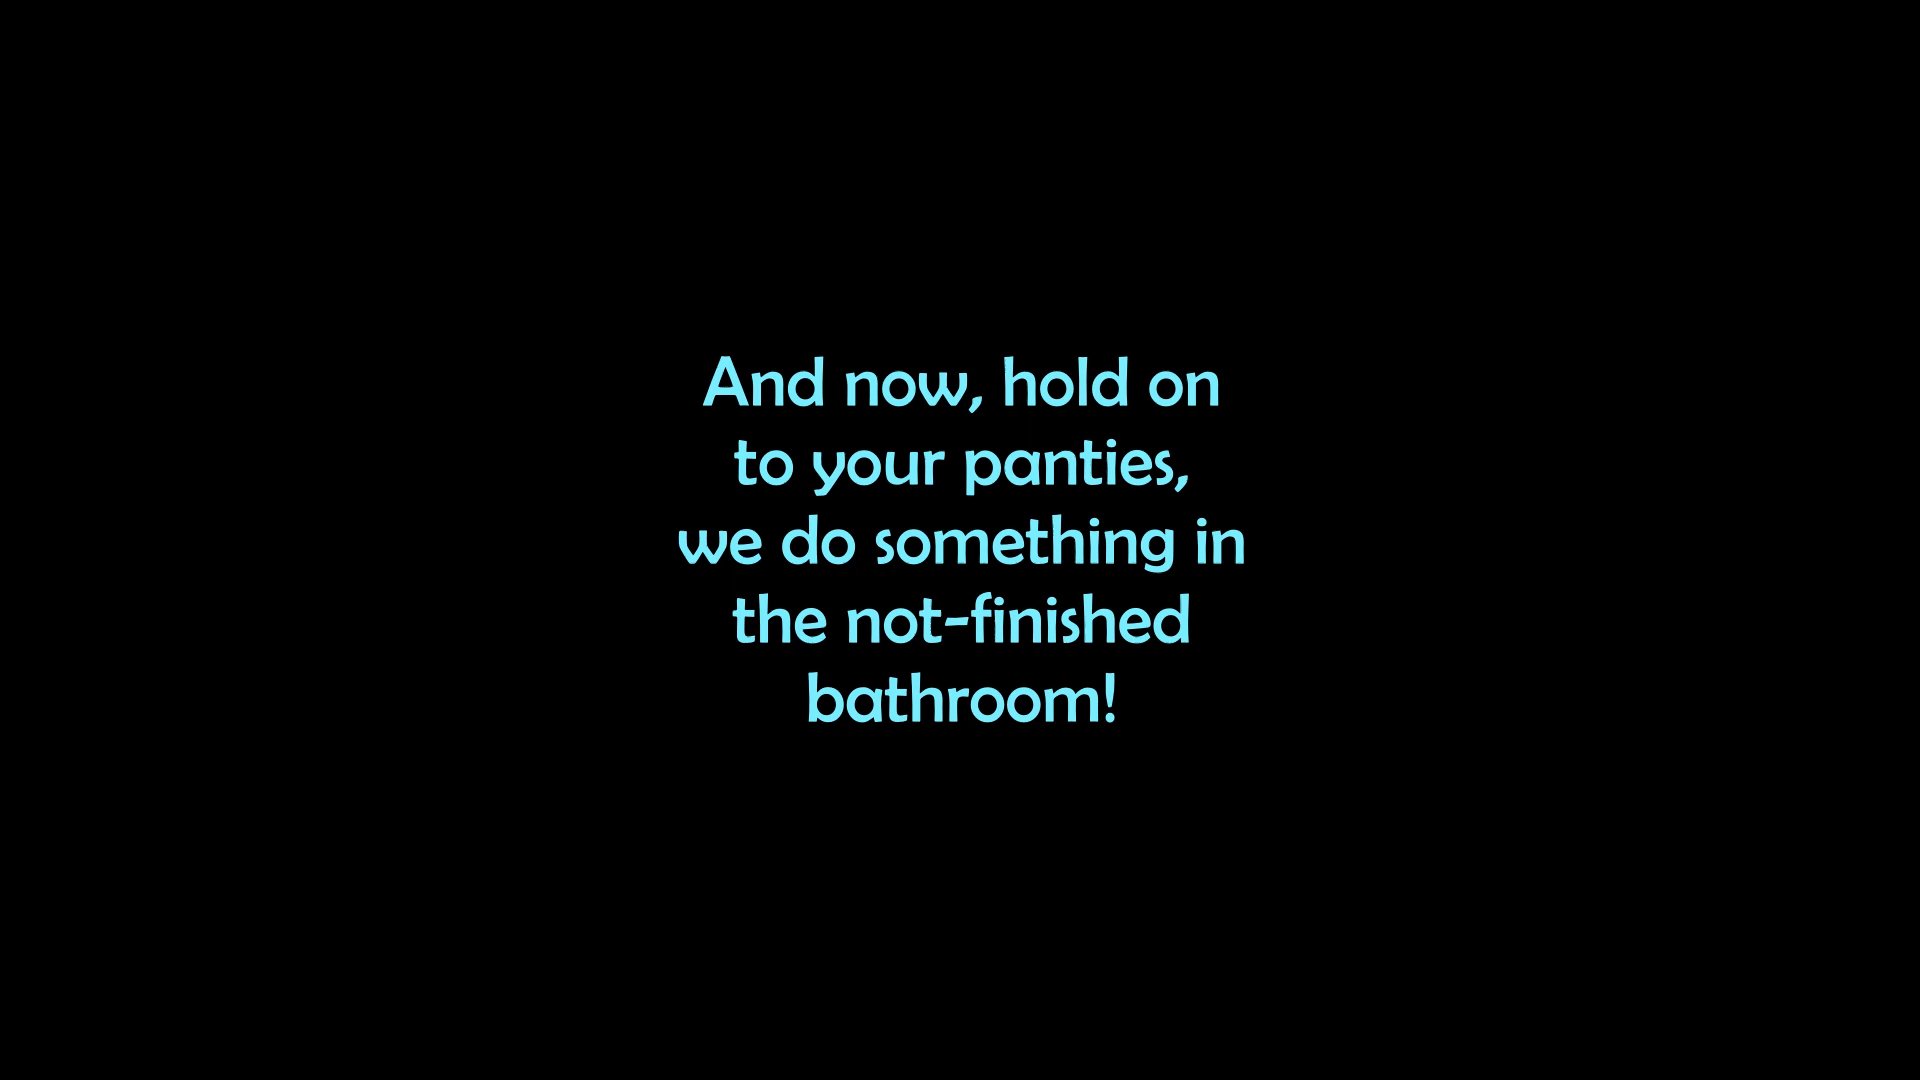 And now, hold on
to your panties,
we do something in
the not-finished
bathroom!